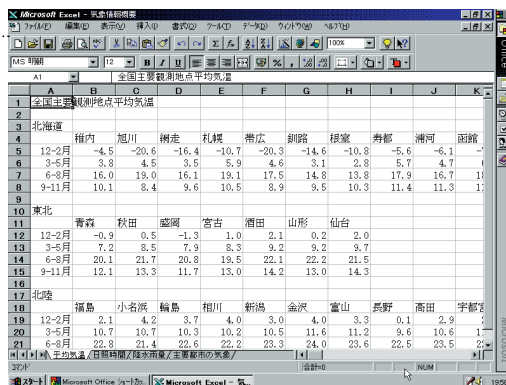 Microsoft Excel - 気象情報概要
ファイル(F) 編集(E) 表示(V) 挿入(I) 書式(O) ツール(T) データ(D) ウィンドウ(W) ヘルプ(H)
100%
MS 明朝 12 B I U
A1 全国主要観測地点平均気温
A B C D E F G H I J K
1 全国主要観測地点平均気温
2
3 北海道
4 稚内 旭川 網走 札幌 帯広 釧路 根室 寿都 浦河 函館
5 12-2月 -4.5 -20.6 -16.4 -10.7 -20.3 -14.6 -10.8 -5.6 -6.1
6 3-5月 3.8 4.5 3.5 5.9 4.6 3.1 2.8 5.7 4.7
7 6-8月 16.0 19.0 16.1 19.1 17.5 14.8 13.8 17.9 16.7
8 9-11月 10.1 8.4 9.6 10.5 8.9 9.5 10.3 11.4 11.3
9
10 東北
11 青森 秋田 盛岡 宮古 酒田 山形 仙台
12 12-2月 -0.9 0.5 -1.3 1.0 2.1 0.2 2.0
13 3-5月 7.2 8.5 7.9 8.3 9.2 9.2 9.7
14 6-8月 20.1 21.7 20.8 19.5 22.1 22.2 21.5
15 9-11月 12.1 13.3 11.7 13.0 14.2 13.0 14.3
16
17 北陸
18 福島 小名浜 輪島 相川 新潟 金沢 富山 長野 高田 宇都宮
19 12-2月 2.1 4.2 3.7 4.0 3.0 4.0 3.3 0.1 2.9
20 3-5月 10.7 10.7 10.3 10.2 10.5 11.6 11.2 9.6 10.6
21 6-8月 22.8 21.4 22.6 22.2 23.3 24.0 23.6 22.5 23.5
平均気温 日照時間 降水雨量 主要都市の気象
コマンド 合計=0 NUM
スタート Microsoft Office ショートカッ... Microsoft Excel - 気...
Office